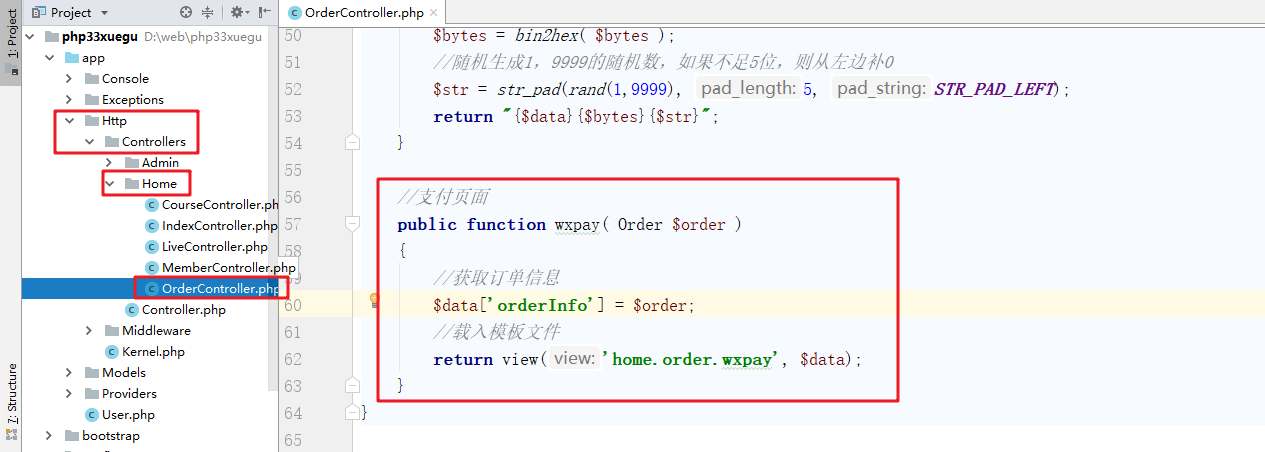 1: Project
7: Structure
Project
php33xuegu D:\web\php33xuegu
app
Console
Exceptions
Http
Controllers
Admin
Home
CourseController.ph
IndexController.php
LiveController.php
MemberController.php
OrderController.php
Controller.php
Middleware
Kernel.php
Models
Providers
User.php
bootstrap
OrderController.php
50 $bytes = bin2hex( $bytes );
51 //随机生成1，9999的随机数，如果不足5位，则从左边补0
52 $str = str_pad(rand(1,9999), pad_length: 5, pad_string: STR_PAD_LEFT);
53 return "{$data}{$bytes}{$str}";
54 }
55
56 //支付页面
57 public function wxpay( Order $order )
58 {
59 //获取订单信息
60 $data['orderInfo'] = $order;
61 //载入模板文件
62 return view( view: 'home.order.wxpay', $data);
63 }
64 }
65